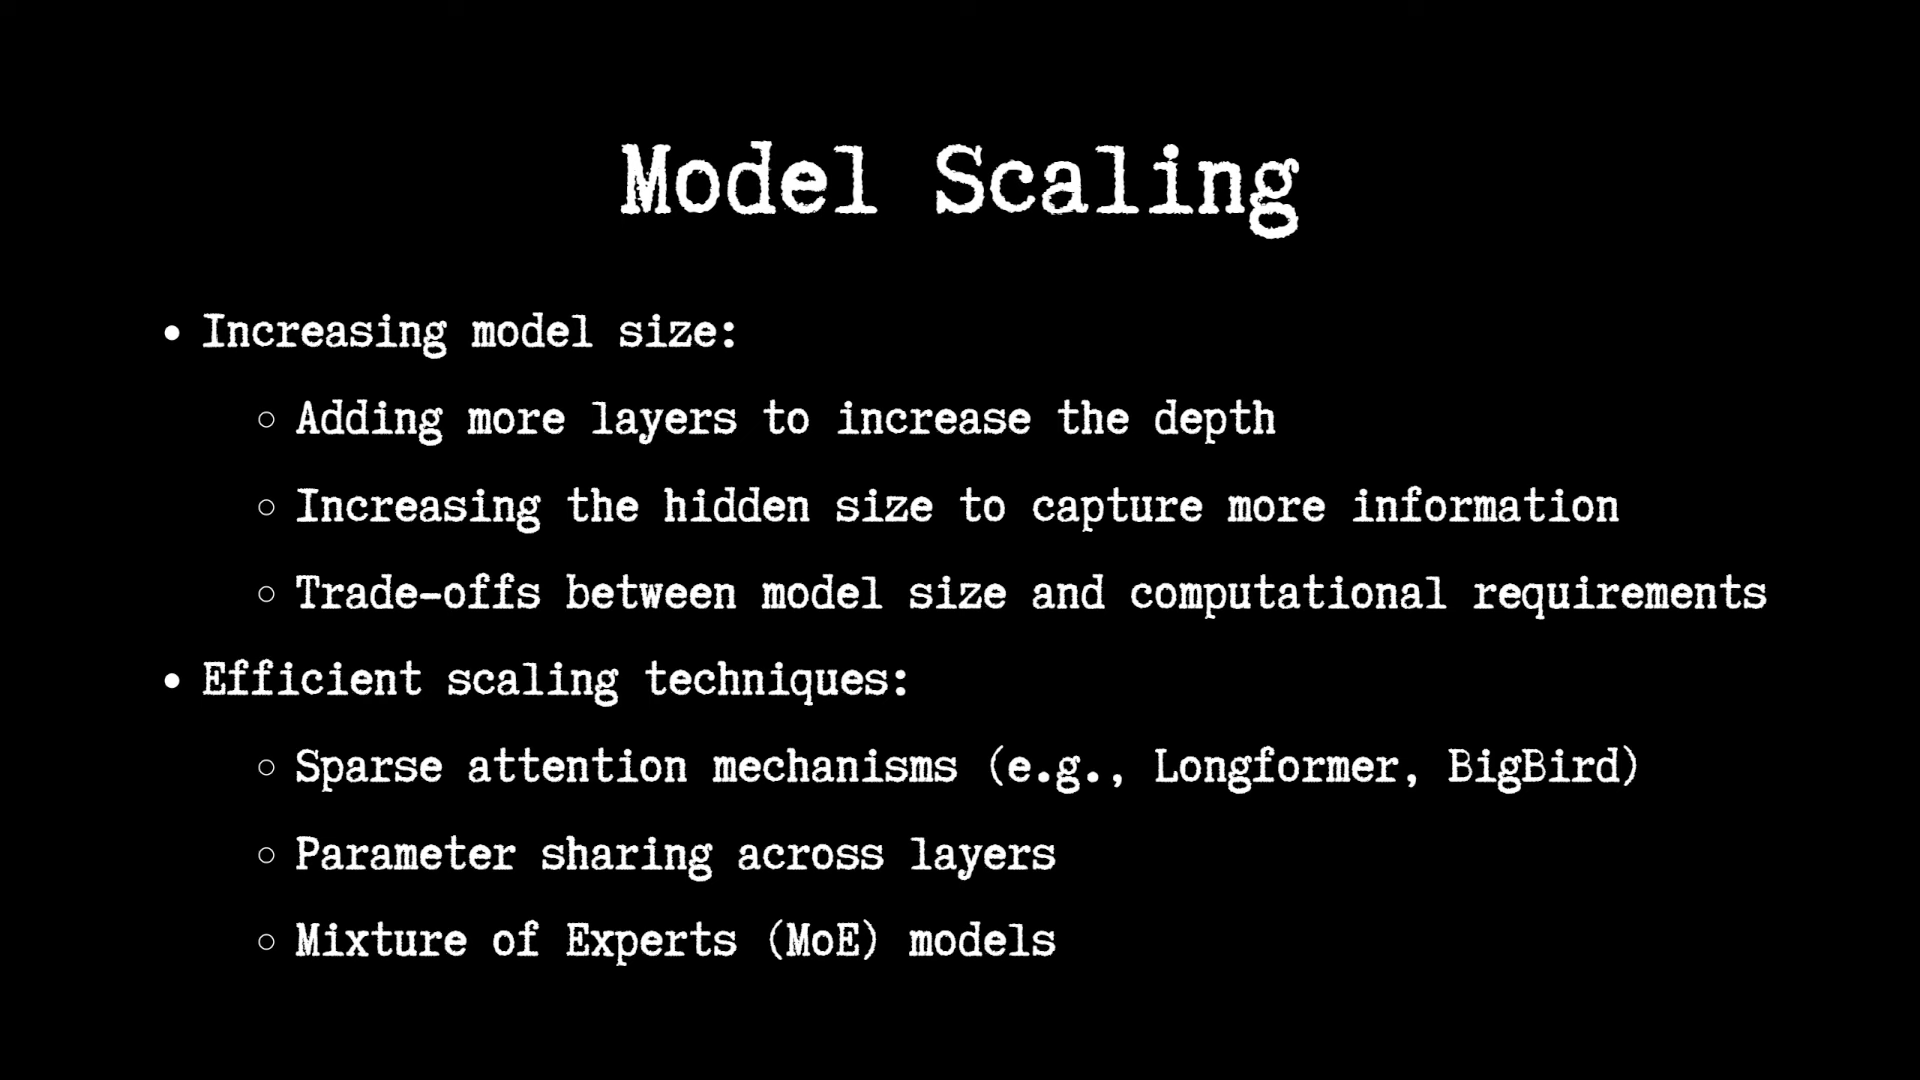 Model Scaling
• Increasing model size:
○ Adding more layers to increase the depth
○ Increasing the hidden size to capture more information
○ Trade-offs between model size and computational requirements
• Efficient scaling techniques:
○ Sparse attention mechanisms (e.g., Longformer, BigBird)
○ Parameter sharing across layers
○ Mixture of Experts (MoE) models